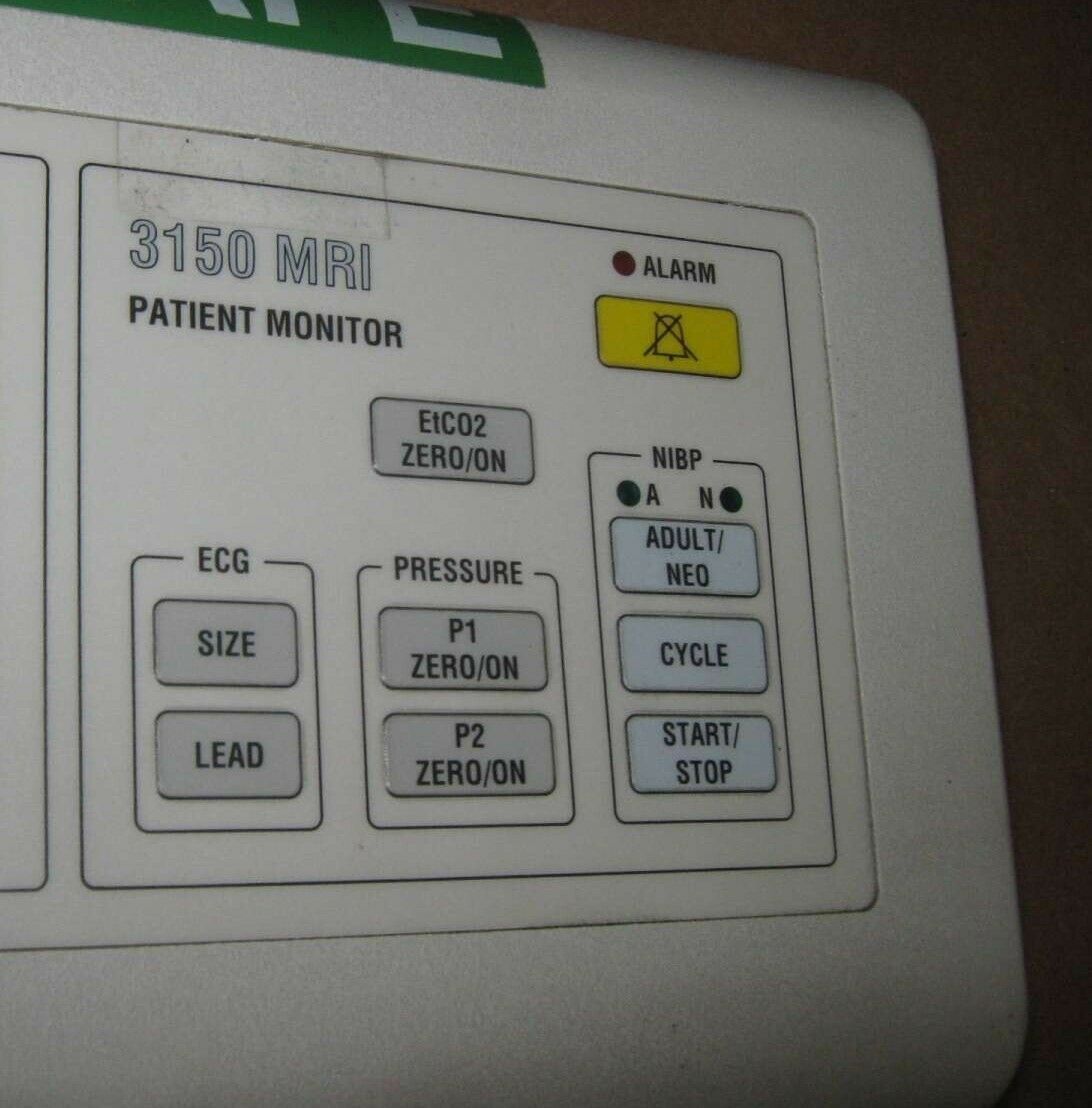 3150 MRI
PATIENT MONITOR
ALARM
EtCO2
ZERO/ON
NIBP
A N
ADULT/
NEO
CYCLE
START/
STOP
ECG
SIZE
LEAD
PRESSURE
P1
ZERO/ON
P2
ZERO/ON